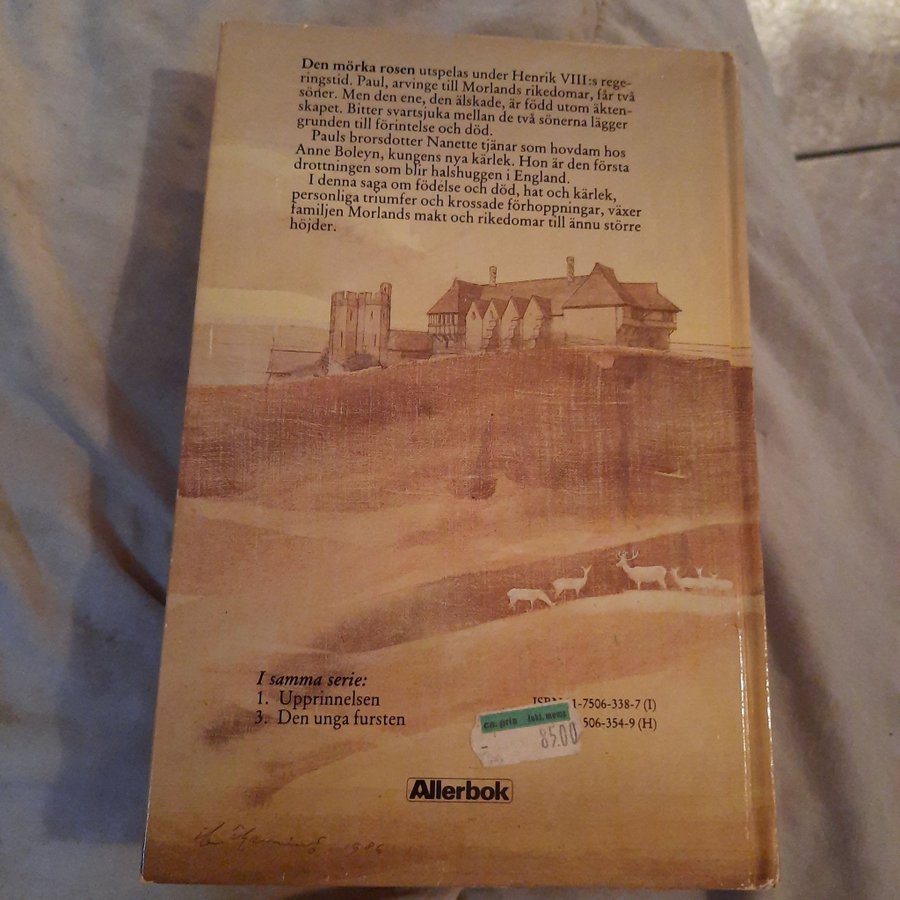 Den mörka rosen utspelas under Henrik VIII:s rege-
ringstid. Paul, arvinge till Morlands rikedomar, får två
söner. Men den ene, den älskade, är född utom äkten-
skapet. Bitter svartsjuka mellan de två sönerna lägger
grunden till förintelse och död.
Pauls brorsdotter Nanette tjänar som hovdam hos
Anne Boleyn, kungens nya kärlek. Hon är den första
drottningen som blir halshuggen i England.
I denna saga om födelse och död, hat och kärlek,
personliga triumfer och krossade förhoppningar, växer
familjen Morlands makt och rikedomar till ännu större
höjder.
I samma serie:
1. Upprinnelsen
3. Den unga fursten
1-7506-338-7 (I)
506-354-9 (H)
ca. pris Inkl. moms
85.00
Allerbok
1986